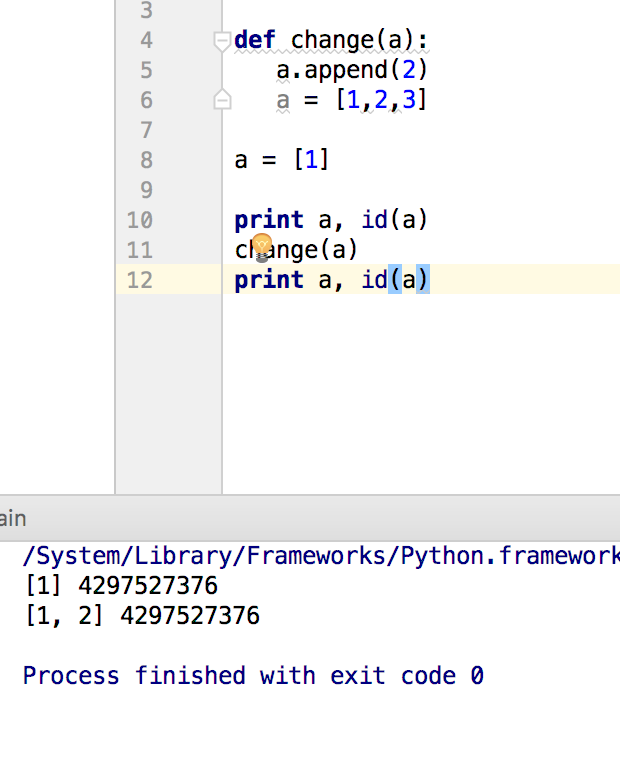 3
4 def change(a):
5 a.append(2)
6 a = [1,2,3]
7
8 a = [1]
9
10 print a, id(a)
11 change(a)
12 print a, id(a)
ain
/System/Library/Frameworks/Python.framework
[1] 4297527376
[1, 2] 4297527376
Process finished with exit code 0